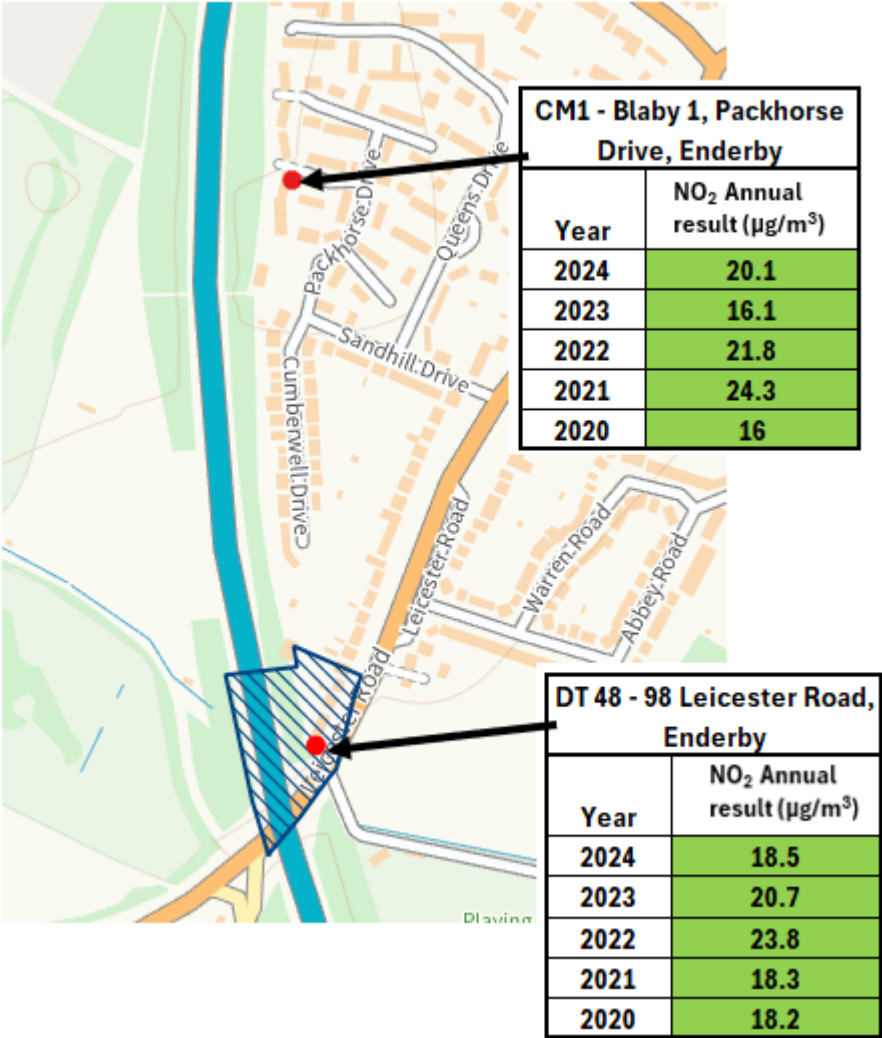 CM1 - Blaby 1, Packhorse
Drive, Enderby
Year NO₂ Annual
result (µg/m³)
2024 20.1
2023 16.1
2022 21.8
2021 24.3
2020 16
Queens Drive
Packhorse Drive
Sandhill Drive
Cumberwell Drive
Leicester Road
Warren Road
Abbey Road
Leicester Road
DT 48 - 98 Leicester Road,
Enderby
Year NO₂ Annual
result (µg/m³)
2024 18.5
2023 20.7
2022 23.8
2021 18.3
2020 18.2
Playing